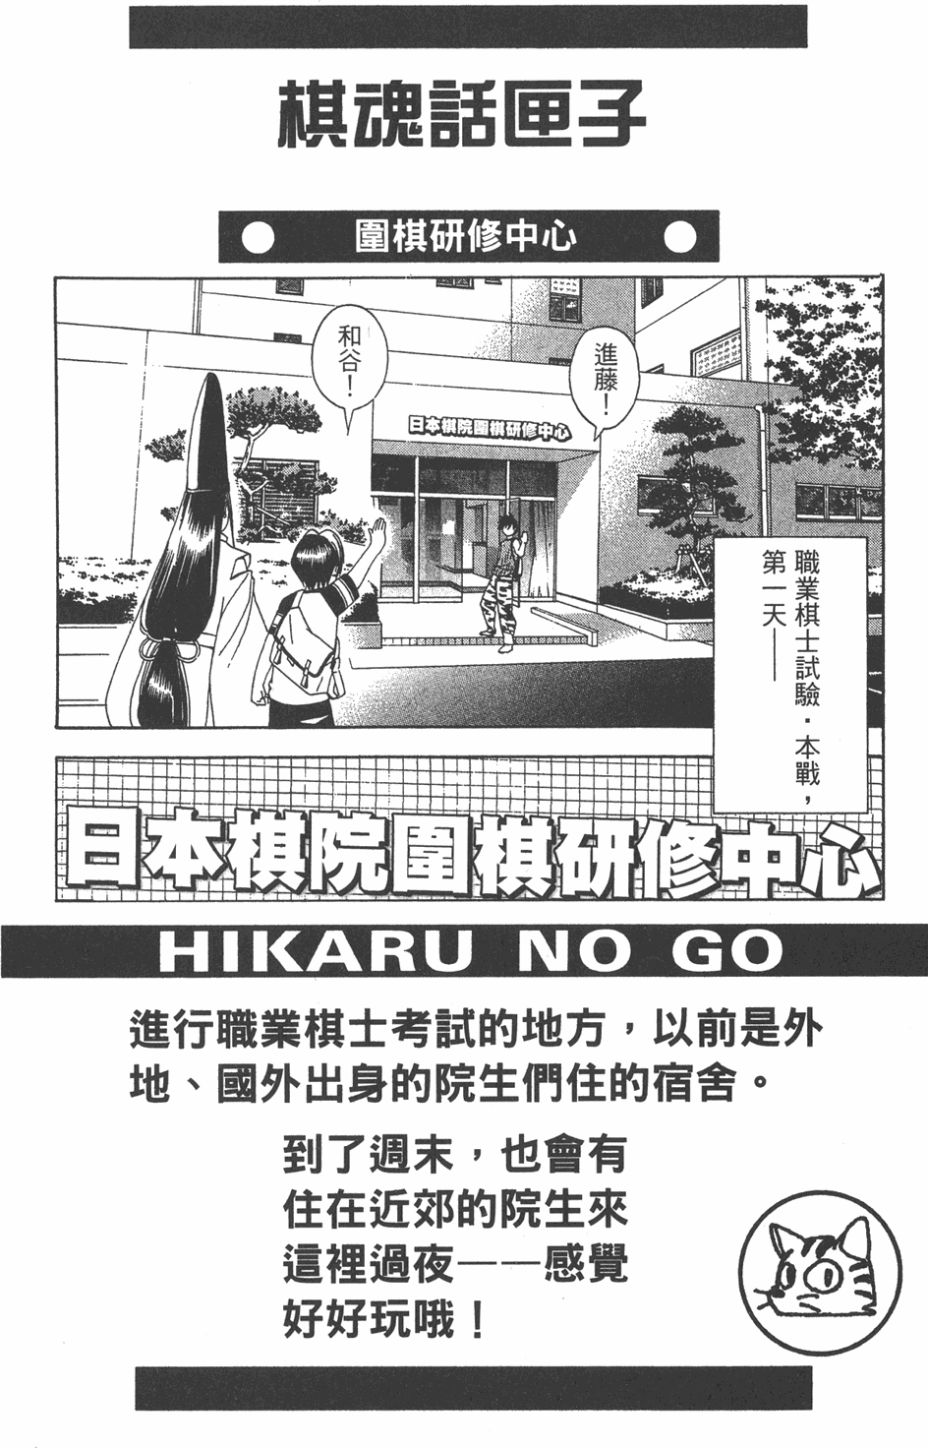 棋魂話匣子
圍棋研修中心
進藤！
和谷！
日本棋院圍棋研修中心
職業棋士試驗．本戰，
第一天——
日本棋院圍棋研修中心
HIKARU NO GO
進行職業棋士考試的地方，以前是外
地、國外出身的院生們住的宿舍。
到了週末，也會有
住在近郊的院生來
這裡過夜——感覺
好好玩哦！